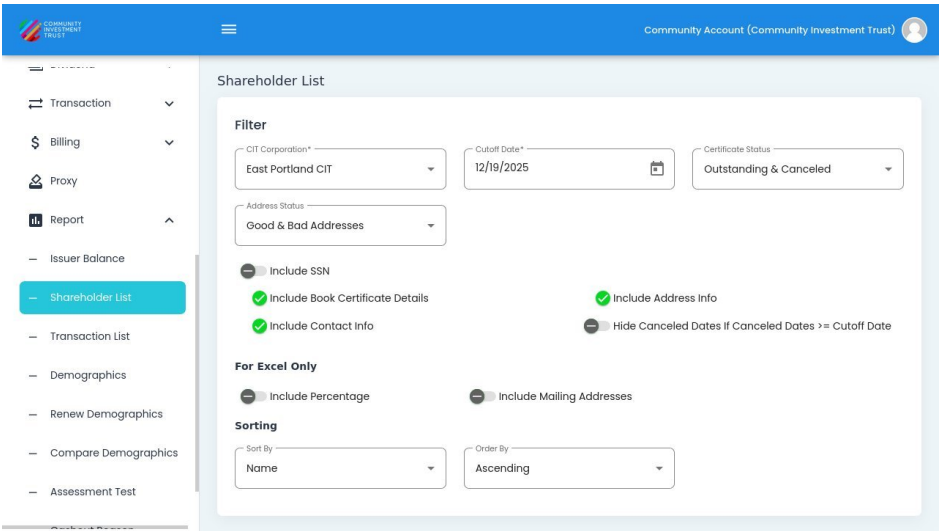 COMMUNITY
INVESTMENT
TRUST
Community Account (Community Investment Trust)
Transaction
Billing
Proxy
Report
Issuer Balance
Shareholder List
Transaction List
Demographics
Renew Demographics
Compare Demographics
Assessment Test
Shareholder List
Filter
CIT Corporation*
East Portland CIT
Cutoff Date*
12/19/2025
Certificate Status
Outstanding & Canceled
Address Status
Good & Bad Addresses
Include SSN
Include Book Certificate Details
Include Address Info
Include Contact Info
Hide Canceled Dates If Canceled Dates >= Cutoff Date
For Excel Only
Include Percentage
Include Mailing Addresses
Sorting
Sort By
Name
Order By
Ascending